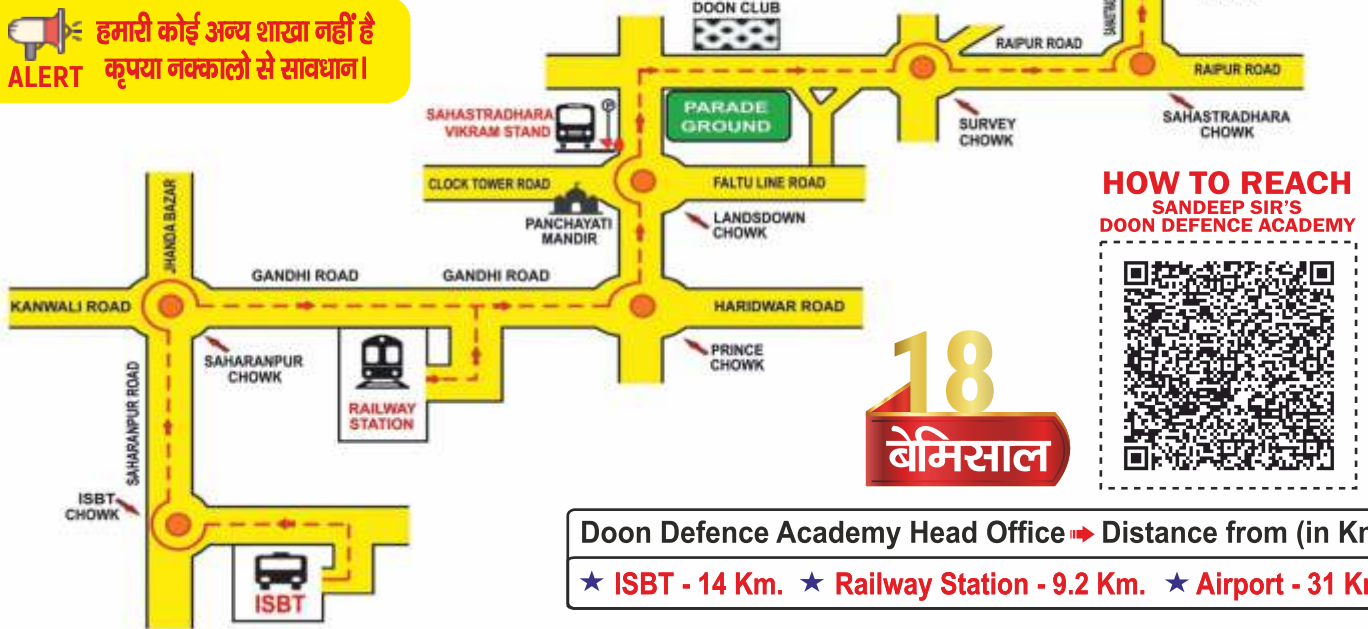 हमारी कोई अन्य शाखा नहीं है
ALERT कृपया नक्कालो से सावधान।
DOON CLUB
RAIPUR ROAD
RAIPUR ROAD
SAHASTRADHARA
VIKRAM STAND
P
PARADE
GROUND
SURVEY
CHOWK
SAHASTRADHARA
CHOWK
CLOCK TOWER ROAD
FALTU LINE ROAD
PANCHAYATI
MANDIR
LANDSDOWN
CHOWK
HOW TO REACH
SANDEEP SIR'S
DOON DEFENCE ACADEMY
JHANDA BAZAR
GANDHI ROAD
GANDHI ROAD
KANWALI ROAD
HARIDWAR ROAD
SAHARANPUR
CHOWK
PRINCE
CHOWK
RAILWAY
STATION
SAHARANPUR ROAD
18
बेमिसाल
ISBT
CHOWK
ISBT
Doon Defence Academy Head Office Distance from (in
ISBT - 14 Km. Railway Station - 9.2 Km. Airport - 31